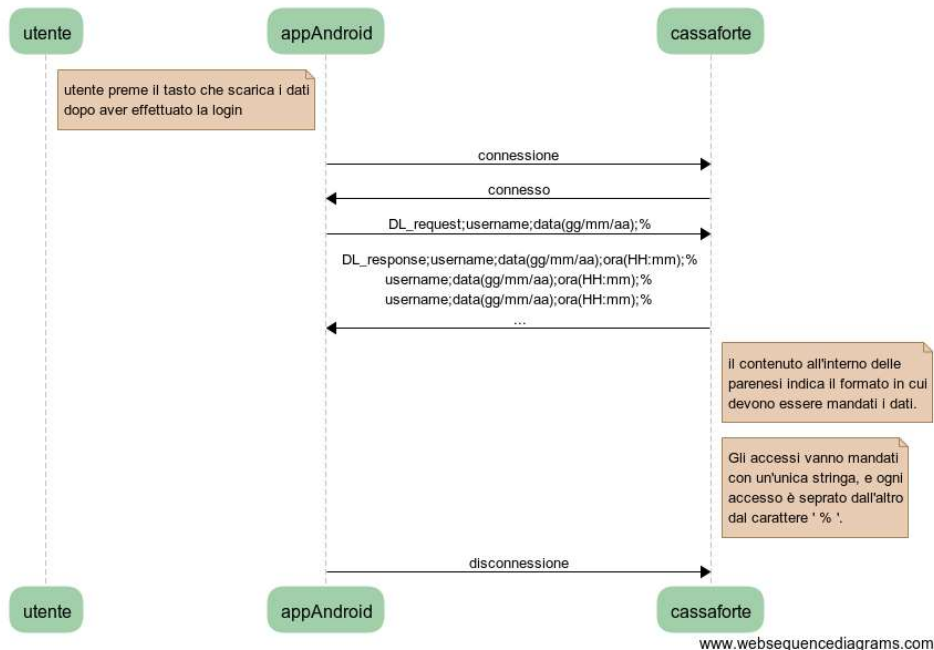 utente appAndroid cassaforte
utente preme il tasto che scarica i dati
dopo aver effettuato la login
connessione
connesso
DL_request;username;data(gg/mm/aa);%
DL_response;username;data(gg/mm/aa);ora(HH:mm);%
username;data(gg/mm/aa);ora(HH:mm);%
username;data(gg/mm/aa);ora(HH:mm);%
...
il contenuto all'interno delle
parenesi indica il formato in cui
devono essere mandati i dati.
Gli accessi vanno mandati
con un'unica stringa, e ogni
accesso è seprato dall'altro
dal carattere ' % '.
disconnessione
utente appAndroid cassaforte
www.websequencediagrams.com